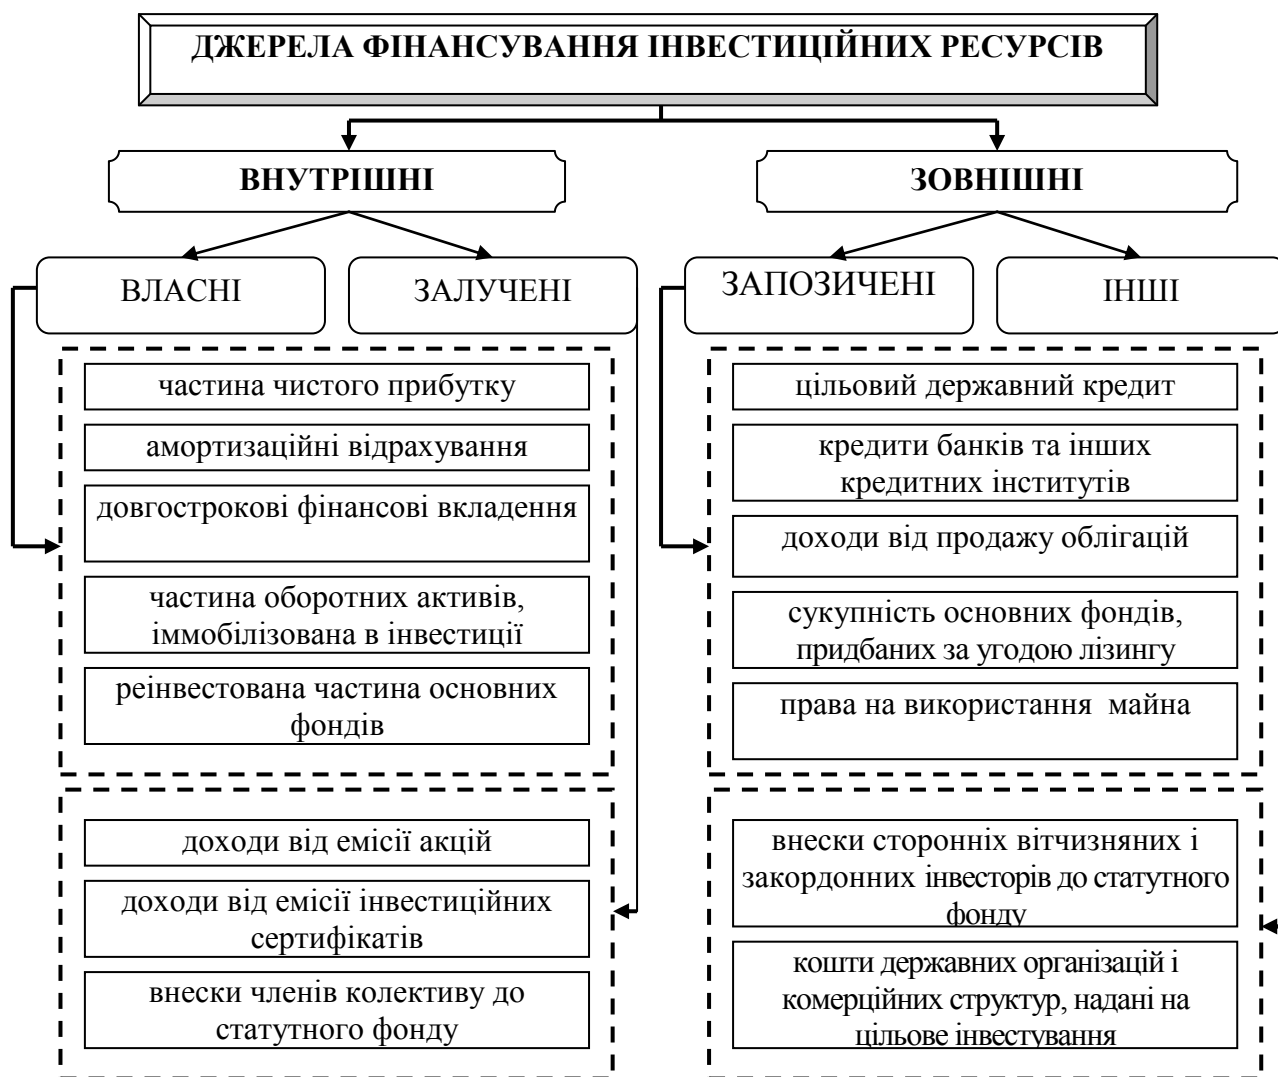 ДЖЕРЕЛА ФІНАНСУВАННЯ ІНВЕСТИЦІЙНИХ РЕСУРСІВ
ВНУТРІШНІ
ЗОВНІШНІ
ВЛАСНІ
ЗАЛУЧЕНІ
ЗАПОЗИЧЕНІ
ІНШІ
частина чистого прибутку
амортизаційні відрахування
довгострокові фінансові вкладення
частина оборотних активів,
іммобілізована в інвестиції
реінвестована частина основних
фондів
доходи від емісії акцій
доходи від емісії інвестиційних
сертифікатів
внески членів колективу до
статутного фонду
цільовий державний кредит
кредити банків та інших
кредитних інститутів
доходи від продажу облігацій
сукупність основних фондів,
придбаних за угодою лізингу
права на використання майна
внески сторонніх вітчизняних і
закордонних інвесторів до статутного
фонду
кошти державних організацій і
комерційних структур, надані на
цільове інвестування